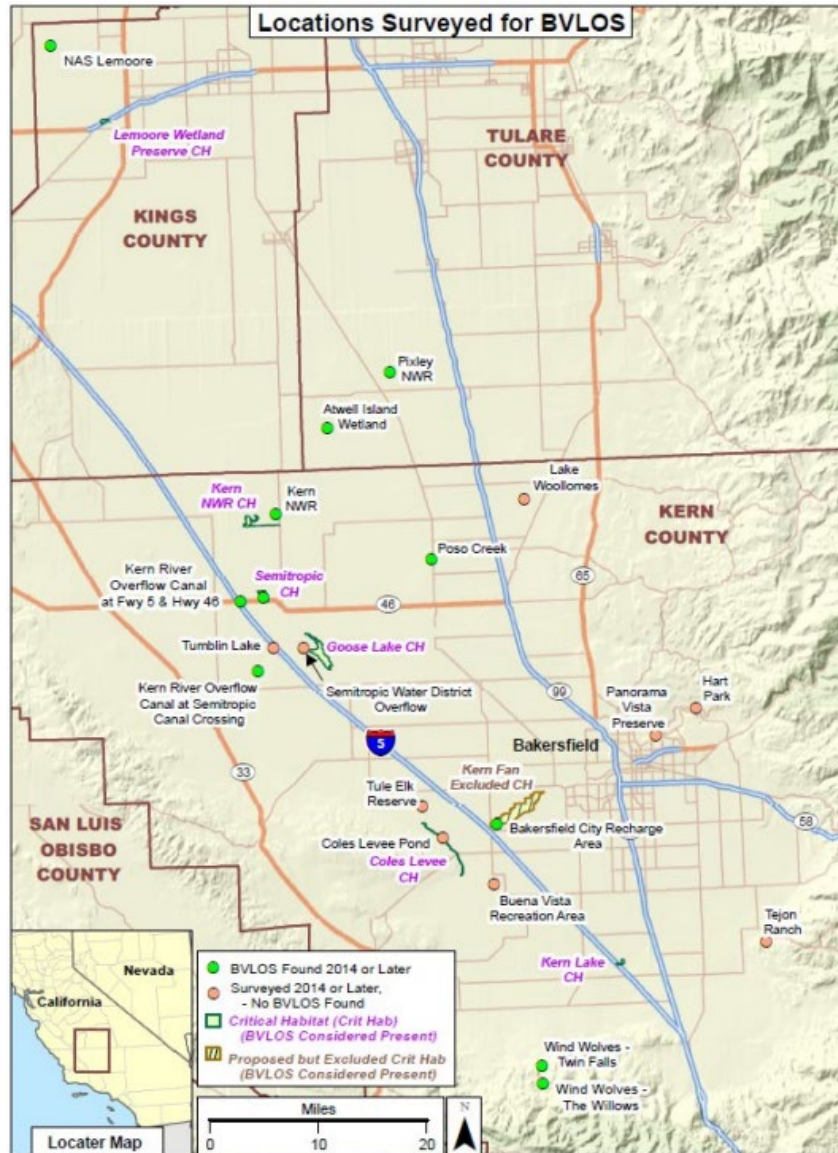 Locations Surveyed for BVLOS
NAS Lemoore
Lemoore Wetland
Preserve CH
TULARE
COUNTY
KINGS
COUNTY
Pixley
NWR
Atwell Island
Wetland
Lake
Woollomes
Kern
NWR CH
Kern
NWR
KERN
COUNTY
Poso Creek
Kern River
Overflow Canal
at Fwy 5 & Hwy 46
Semitropic
CH
65
46
Tumblin Lake
Goose Lake CH
Kern River Overflow
Canal at Semitropic
Canal Crossing
Semitropic Water District
Overflow
99
Hart
Park
Panorama
Vista
Preserve
5
Bakersfield
33
Kern Fan
Excluded CH
Tule Elk
Reserve
58
SAN LUIS
OBISBO
COUNTY
Bakersfield City Recharge
Area
Coles Levee Pond
Coles Levee
CH
Buena Vista
Recreation Area
Tejon
Ranch
Kern Lake
CH
Nevada
California
Locater Map
BVLOS Found 2014 or Later
Surveyed 2014 or Later,
- No BVLOS Found
Critical Habitat (Crit Hab)
(BVLOS Considered Present)
Proposed but Excluded Crit Hab
(BVLOS Considered Present)
Wind Wolves -
Twin Falls
Wind Wolves -
The Willows
Miles
0 10 20
N